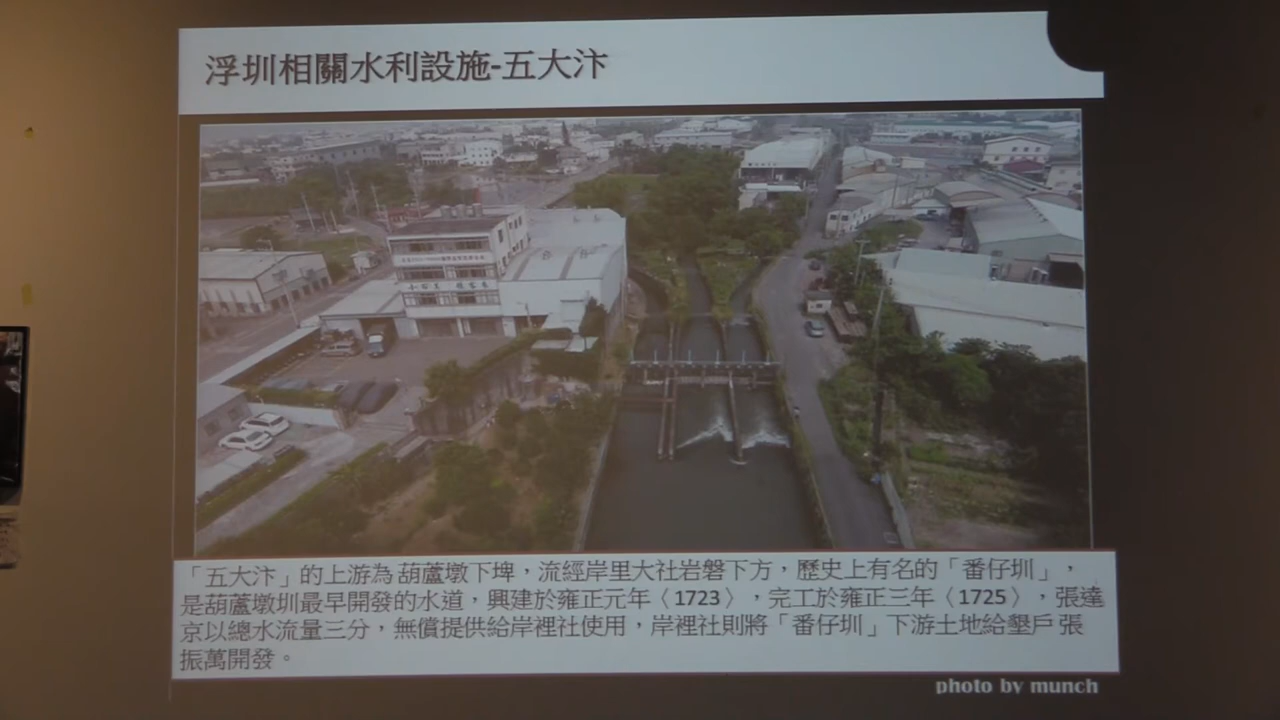 浮圳相關水利設施-五大汴
「五大汴」的上游為 葫蘆墩下埤，流經岸里大社岩磐下方，歷史上有名的「番仔圳」，
是葫蘆墩圳最早開發的水道，興建於雍正元年〈1723〉，完工於雍正三年〈1725〉，張達
京以總水流量三分，無償提供給岸裡社使用，岸裡社則將「番仔圳」下游土地給墾戶 張
振萬開發。
photo by munch